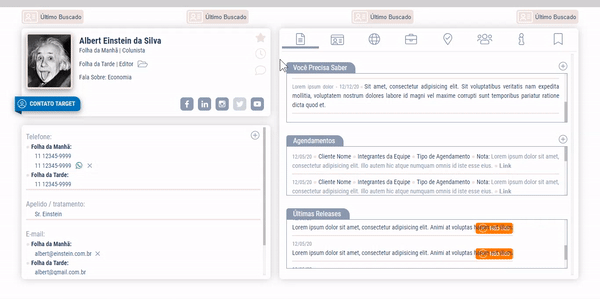 Último Buscado
Último Buscado
Último Buscado
Último Buscado
Albert Einstein da Silva
Folha da Manhã | Colunista
Folha da Tarde | Editor
Fala Sobre: Economia
CONTATO TARGET
Telefone:
Folha da Manhã:
11 12345-9999
11 12345-9999
Folha da Tarde:
11 12345-9999
Apelido / tratamento:
Sr. Einstein
E-mail:
Folha da Manhã:
albert@einstein.com.br
Folha da Tarde:
albert@gmail.com.br
Você Precisa Saber
Lorem ipsum dolor - 12/12/20 - Sit amet, consectetur adipisicing elit. Sit voluptatibus veritatis nam expedita
mollitia, voluptatem nostrum dolores labore id magni vel maxime corrupti sunt temporibus pariatur ratione
dicta quod et.
Agendamentos
12/05/20 - Cliente Nome - Integrantes da Equipe - Tipo de Agendamento - Nota: Lorem ipsum dolor sit amet,
consectetur adipisicing elit. Illo autem hic atque numquam omnis id iste esse eius. - Link
12/05/20 - Cliente Nome - Integrantes da Equipe - Tipo de Agendamento - Nota: Lorem ipsum dolor sit amet,
consectetur adipisicing elit. Illo autem hic atque numquam omnis id iste esse eius. - Link
Últimas Releases
Lorem ipsum dolor sit amet, consectetur adipisicing elit. Animi at voluptas
12/05/20
Lorem ipsum dolor sit amet, consectetur adipisicing elit. Animi at voluptas